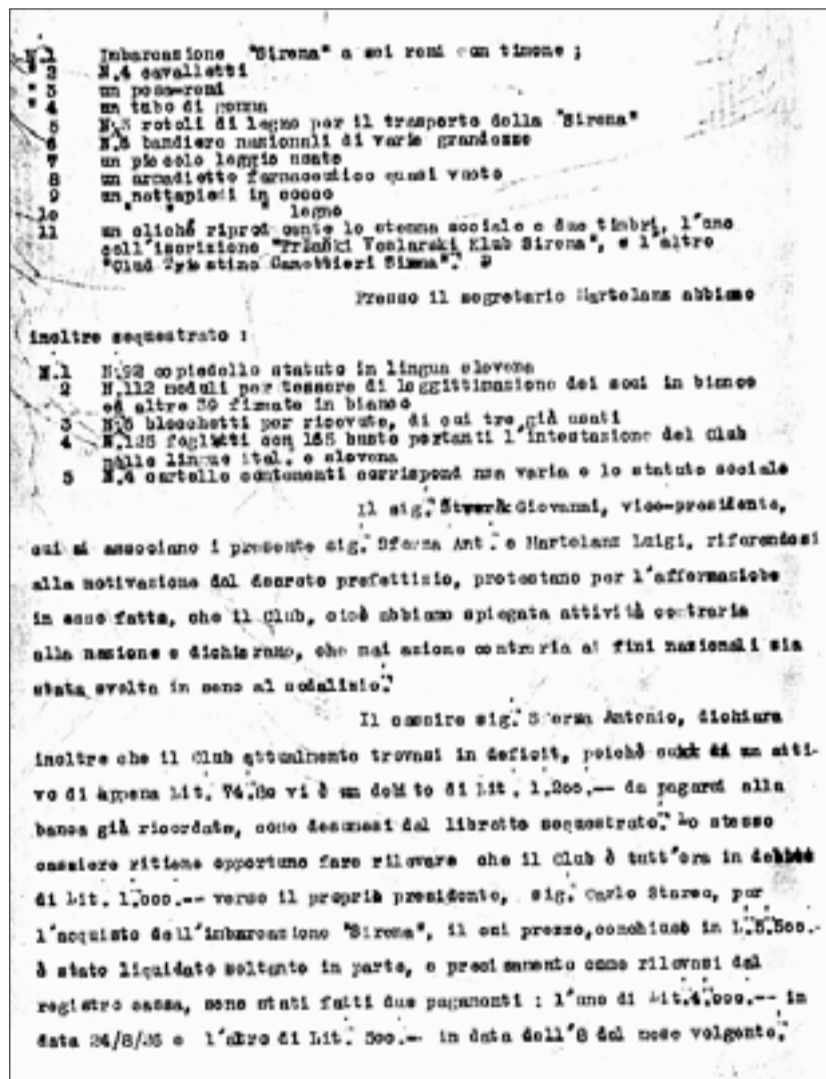 N.1 Imbarcazione "Sirena" a sei remi con timone ;
" 2 N.4 cavalletti
" 3 un posa-remi
" 4 un tubo di gomma
5 N.3 rotoli di legno per il trasporto della "Sirena"
6 N.5 bandiere nazionali di varie grandezze
7 un piccolo leggio usato
8 un armadietto farmaceutico quasi vuoto
9 un nettapiedi in cocco
10 " " " legno
11 un cliché riprod cente lo stemma sociale e due timbri, l'uno
coll'iscrizione "Tržaški Veslarski Klub Sirena", e l'altro
"Club Triestino Canottieri Sirena".
Presso il segretario Martelanz abbiamo
inoltre sequestrato :
N.1 N.92 copiedello statuto in lingua slovena
2 N.112 moduli per tessere di leggittimazione dei soci in bianco
ed altre 30 firmate in bianco
3 N.5 blocchetti per ricevute, di cui tre già usati
4 N.125 foglietti con 165 buste portanti l'intestazione del Club
nelle lingue ital. e slovena
5 N.4 cartelle contenenti corrispond nza varia e lo statuto sociale
Il sig. Giovanni, vice-presidente,
cui si associano i presente sig. Sforza Ant. e Martelanz Luigi, riferendosi
alla motivazione del decreto prefettizio, protestano per l'affermazione
in esso fatta, che il Club, cioè abbiamo spiegata attività contraria
alla nazione e dichiarano, che mai azione contraria ai fini nazionali sia
stata svolta in seno al sodalizio.
Il cassire sig. Sforza Antonio, dichiara
inoltre che il Club attualmente trovasi in deficit, poichè di un atti-
vo di appena Lit. 74.80 vi è un debito di Lit. 1.200.-- da pagarsi alla
banca già ricordata, come desumesi dal libretto sequestrato. Lo stesso
cassiere ritiene opportuno fare rilevare che il Club è tutt'ora in debito
di Lit. 1.000.-- verso il proprio presidente, sig. Carlo Starec, per
l'acquisto dell'imbarcazione "Sirena", il cui prezzo,conchiuso in L.5.500.-
è stato liquidato soltanto in parte, e precisamente come rilevasi dal
registro cassa, sono stati fatti due pagamenti : l'uno di Lit.4.000.-- in
data 24/8/26 e l'altro di Lit. 500.-- in data dell'8 del mese volgente.